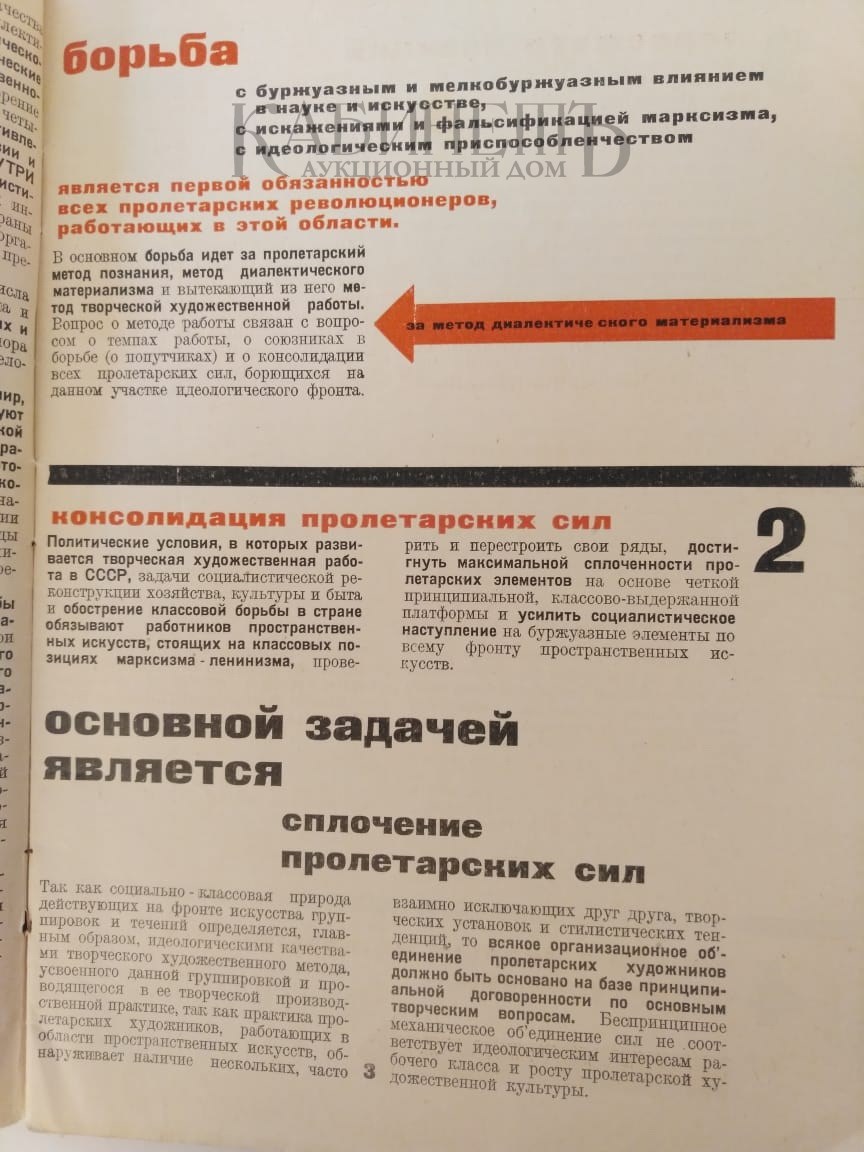 борьба
с буржуазным и мелкобуржуазным влиянием
в науке и искусстве,
с искажениями и фальсификацией марксизма,
с идеологическим приспособленчеством
КАБИНЕТЪ
АУКЦИОННЫЙ ДОМ
является первой обязанностью
всех пролетарских революционеров,
работающих в этой области.
В основном борьба идет за пролетарский
метод познания, метод диалектического
материализма и вытекающий из него ме-
тод творческой художественной работы.
Вопрос о методе работы связан с вопро-
сом о темпах работы, о союзниках в
борьбе (о попутчиках) и о консолидации
всех пролетарских сил, борющихся на
данном участке идеологического фронта.
за метод диалектиче ского материализма
консолидация пролетарских сил
2
Политические условия, в которых разви-
вается творческая художественная рабо-
та в СССР, задачи социалистической ре-
конструкции хозяйства, культуры и быта
и обострение классовой борьбы в стране
обязывают работников пространствен-
ных искусств, стоящих на классовых по-
зициях марксизма - ленинизма, прове-
рить и перестроить свои ряды, дости-
гнуть максимальной сплоченности про-
летарских элементов на основе четкой
принципиальной, классово-выдержанной
платформы и усилить социалистическое
наступление на буржуазные элементы по
всему фронту пространственных ис-
кусств.
основной задачей
является
сплочение
пролетарских сил
Так как социально - классовая природа
действующих на фронте искусства груп-
пировок и течений определяется, глав-
ным образом, идеологическими качества-
ми творческого художественного метода,
усвоенного данной группировкой и про-
водящегося в ее творческой производ-
ственной практике, так как практика про-
летарских художников, работающих в
области пространственных искусств, об-
наруживает наличие нескольких, часто
взаимно исключающих друг друга, твор-
ческих установок и стилистических тен-
денций, то всякое организационное об'-
единение пролетарских художников
должно быть основано на базе принципи-
альной договоренности по основным
творческим вопросам. Беспринципное
механическое об'единение сил не соот-
ветствует идеологическим интересам ра-
бочего класса и росту пролетарской ху-
дожественной культуры.
3